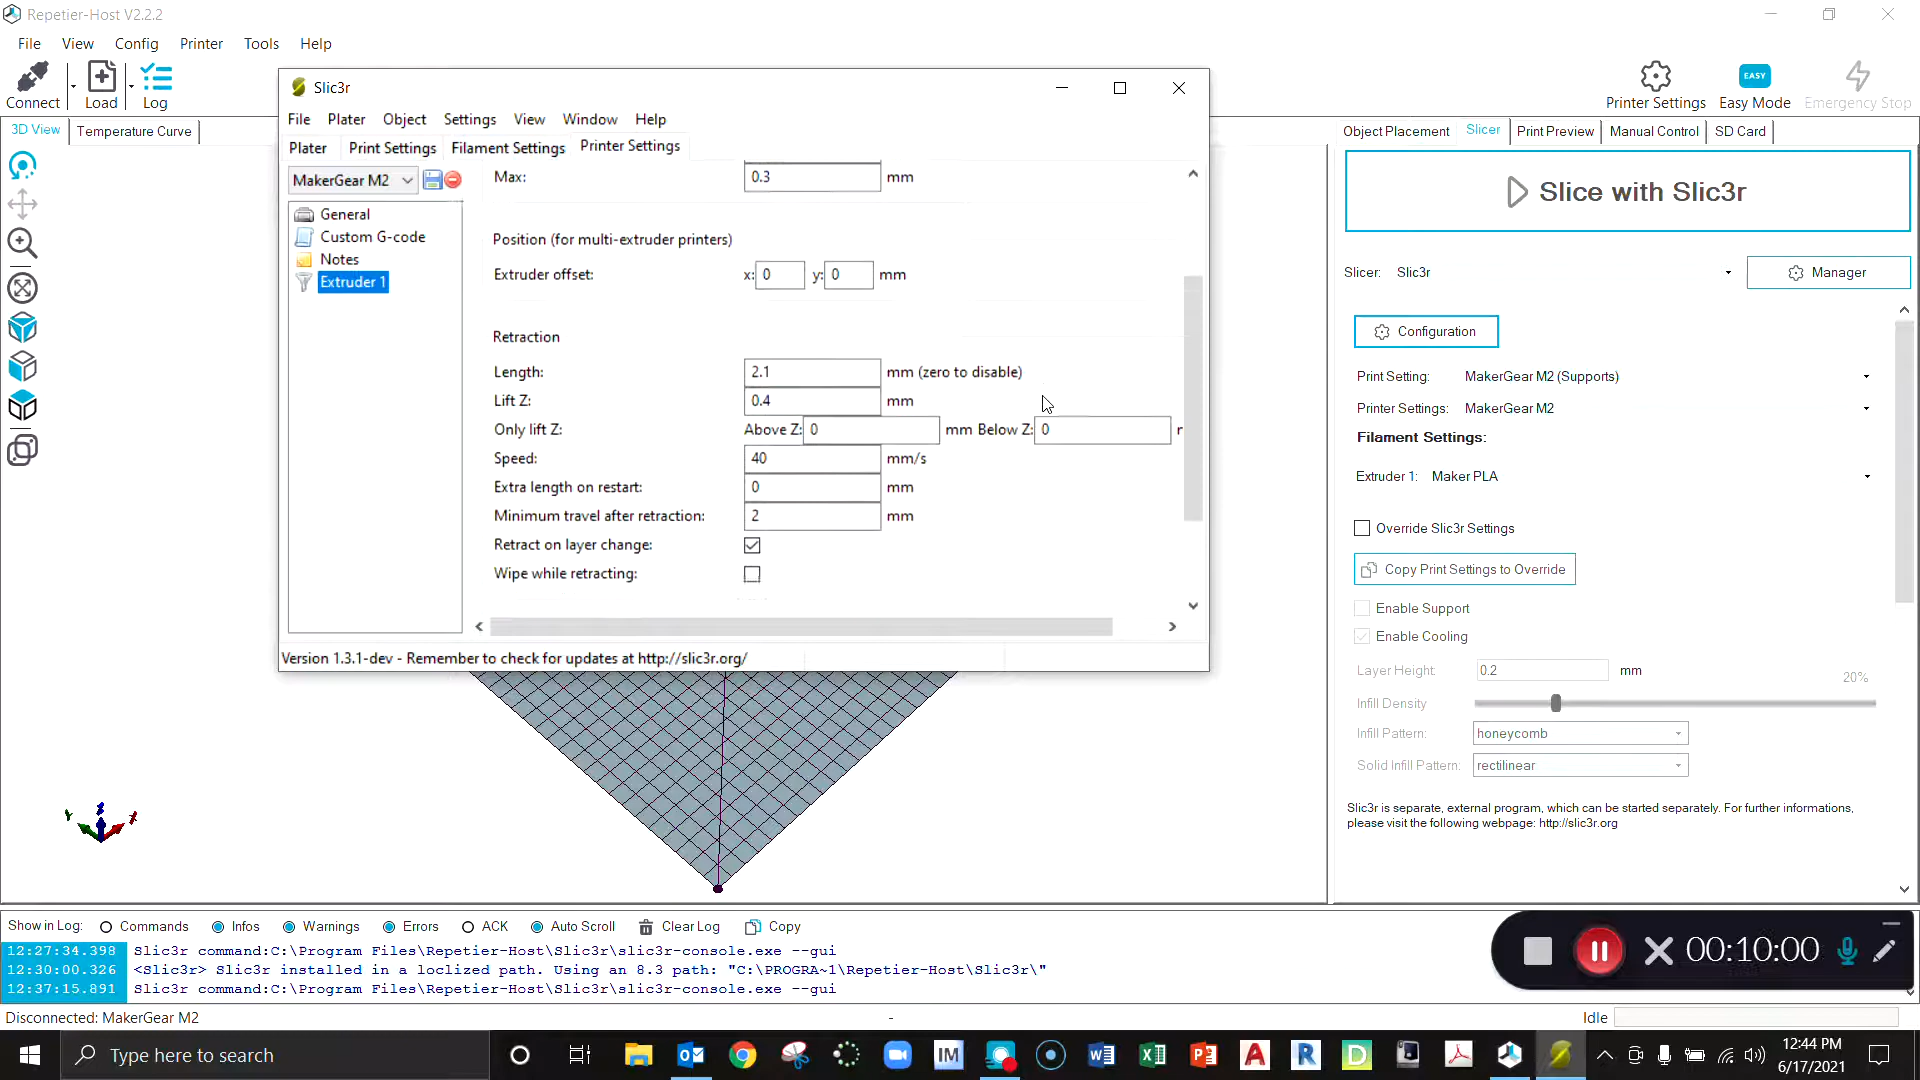 Repetier-Host V2.2.2
File View Config Printer Tools Help
Connect Load Log
Printer Settings Easy Mode Emergency Stop
EASY
3D View Temperature Curve
Slic3r
File Plater Object Settings View Window Help
Plater Print Settings Filament Settings Printer Settings
MakerGear M2
General
Custom G-code
Notes
Extruder 1
Max: 0.3 mm
Position (for multi-extruder printers)
Extruder offset: x: 0 y: 0 mm
Retraction
Length: 2.1 mm (zero to disable)
Lift Z: 0.4 mm
Only lift Z: Above Z: 0 mm Below Z: 0
Speed: 40 mm/s
Extra length on restart: 0 mm
Minimum travel after retraction: 2 mm
Retract on layer change:
Wipe while retracting:
Version 1.3.1-dev - Remember to check for updates at http://slic3r.org/
Object Placement Slicer Print Preview Manual Control SD Card
Slice with Slic3r
Slicer: Slic3r Manager
Configuration
Print Setting: MakerGear M2 (Supports)
Printer Settings: MakerGear M2
Filament Settings:
Extruder 1: Maker PLA
Override Slic3r Settings
Copy Print Settings to Override
Enable Support
Enable Cooling
Layer Height: 0.2 mm
20%
Infill Density
Infill Pattern: honeycomb
Solid Infill Pattern: rectilinear
Slic3r is separate, external program, which can be started separately. For further informations,
please visit the following webpage: http://slic3r.org
Show in Log: Commands Infos Warnings Errors ACK Auto Scroll Clear Log Copy
12:27:34.398 Slic3r command:C:\Program Files\Repetier-Host\Slic3r\slic3r-console.exe --gui
12:30:00.326 <Slic3r> Slic3r installed in a loclized path. Using an 8.3 path: "C:\PROGRA~1\Repetier-Host\Slic3r\"
12:37:15.891 Slic3r command:C:\Program Files\Repetier-Host\Slic3r\slic3r-console.exe --gui
00:10:00
Disconnected: MakerGear M2 - Idle
Type here to search
IM
12:44 PM
6/17/2021